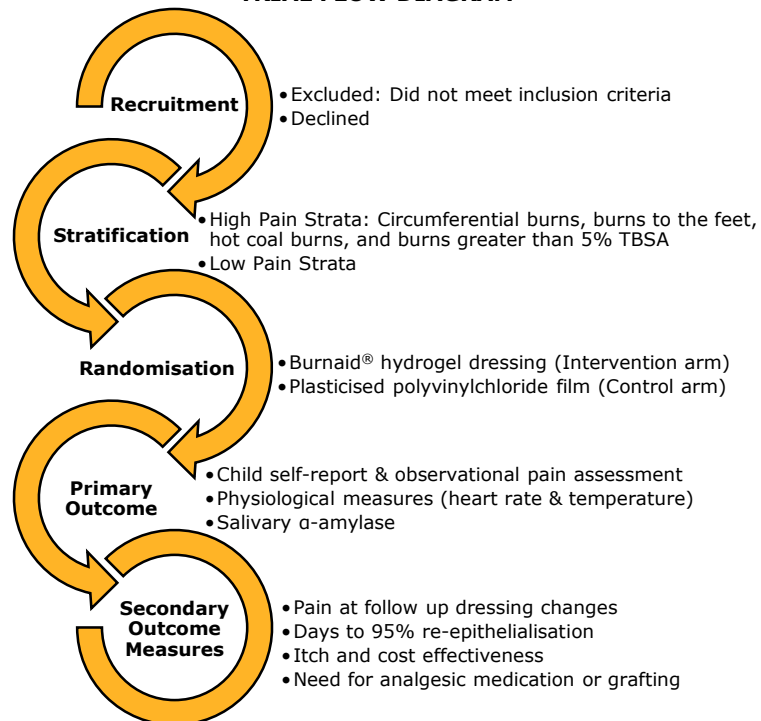 Recruitment
• Excluded: Did not meet inclusion criteria
• Declined
Stratification
• High Pain Strata: Circumferential burns, burns to the feet,
hot coal burns, and burns greater than 5% TBSA
• Low Pain Strata
Randomisation
• Burnaid® hydrogel dressing (Intervention arm)
• Plasticised polyvinylchloride film (Control arm)
Primary
Outcome
• Child self-report & observational pain assessment
• Physiological measures (heart rate & temperature)
• Salivary α-amylase
Secondary
Outcome
Measures
• Pain at follow up dressing changes
• Days to 95% re-epithelialisation
• Itch and cost effectiveness
• Need for analgesic medication or grafting